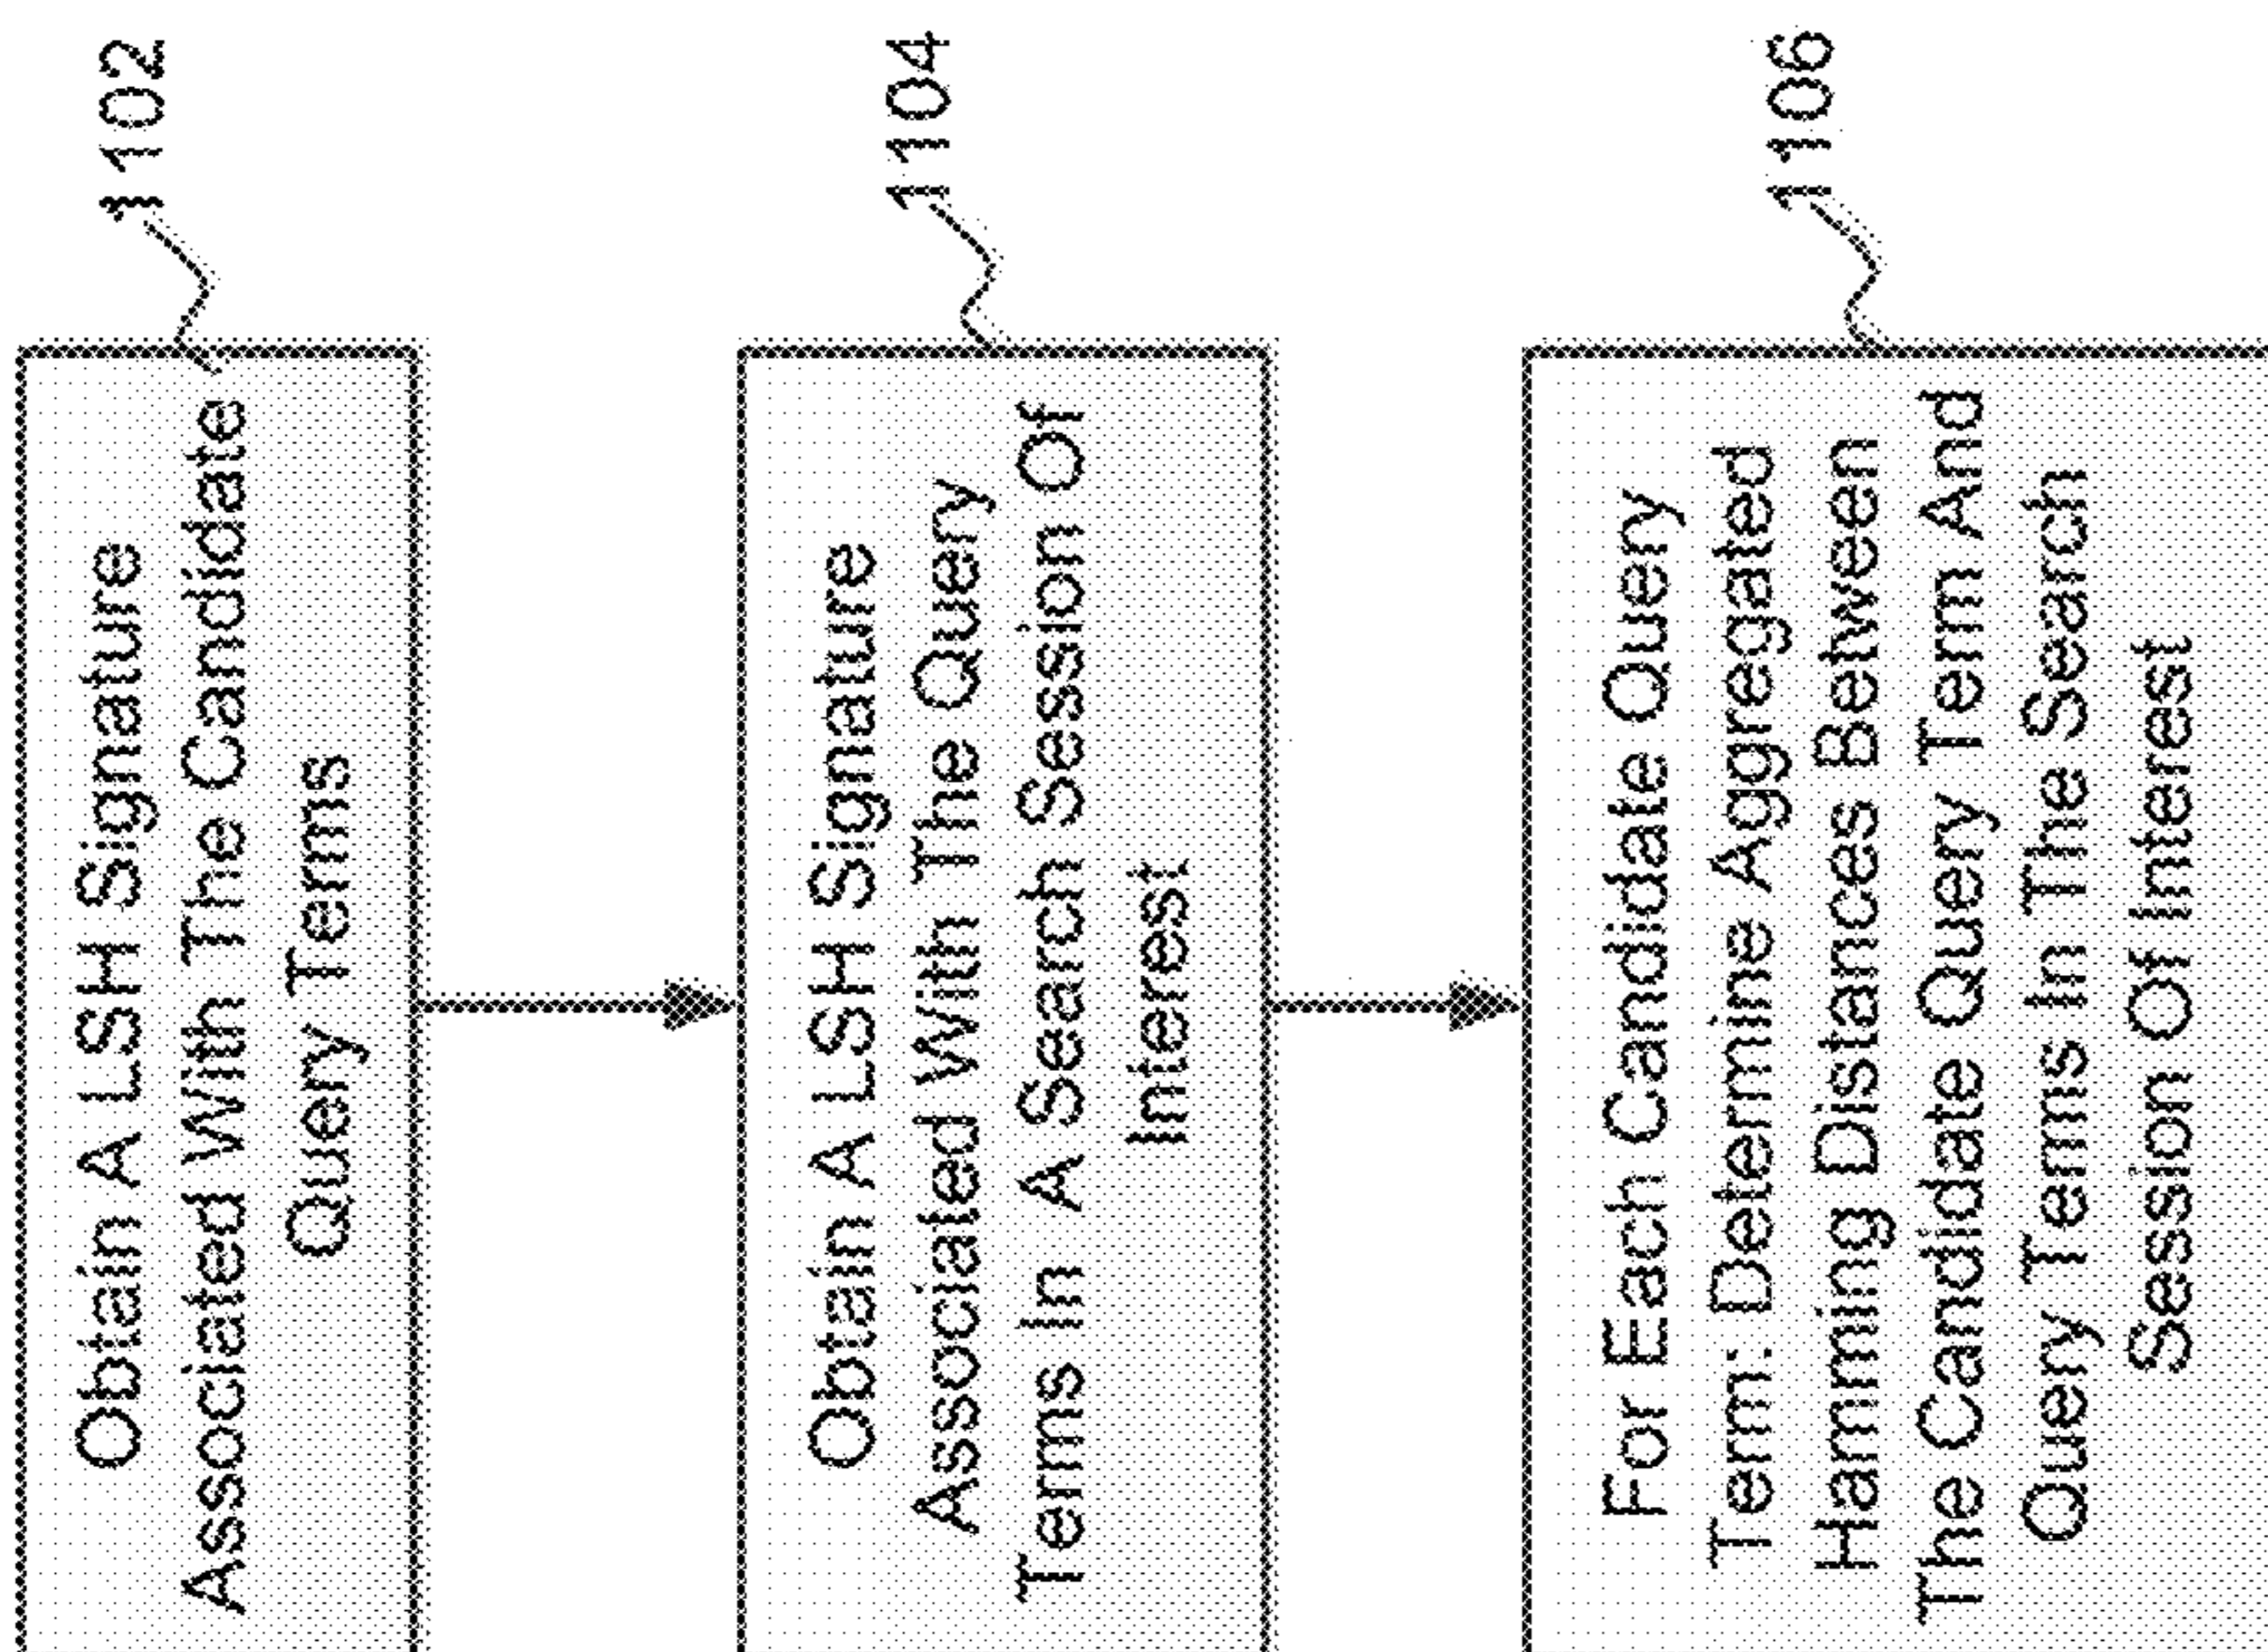 Obtain A LSH Signature
Associated With The Candidate
Query Terms
1102
Obtain A LSH Signature
Associated With The Query
Terms In A Search Session Of
Interest
1104
For Each Candidate Query
Term: Determine Aggregated
Hamming Distances Between
The Candidate Query Term And
Query Terms In The Search
Session Of Interest
1106